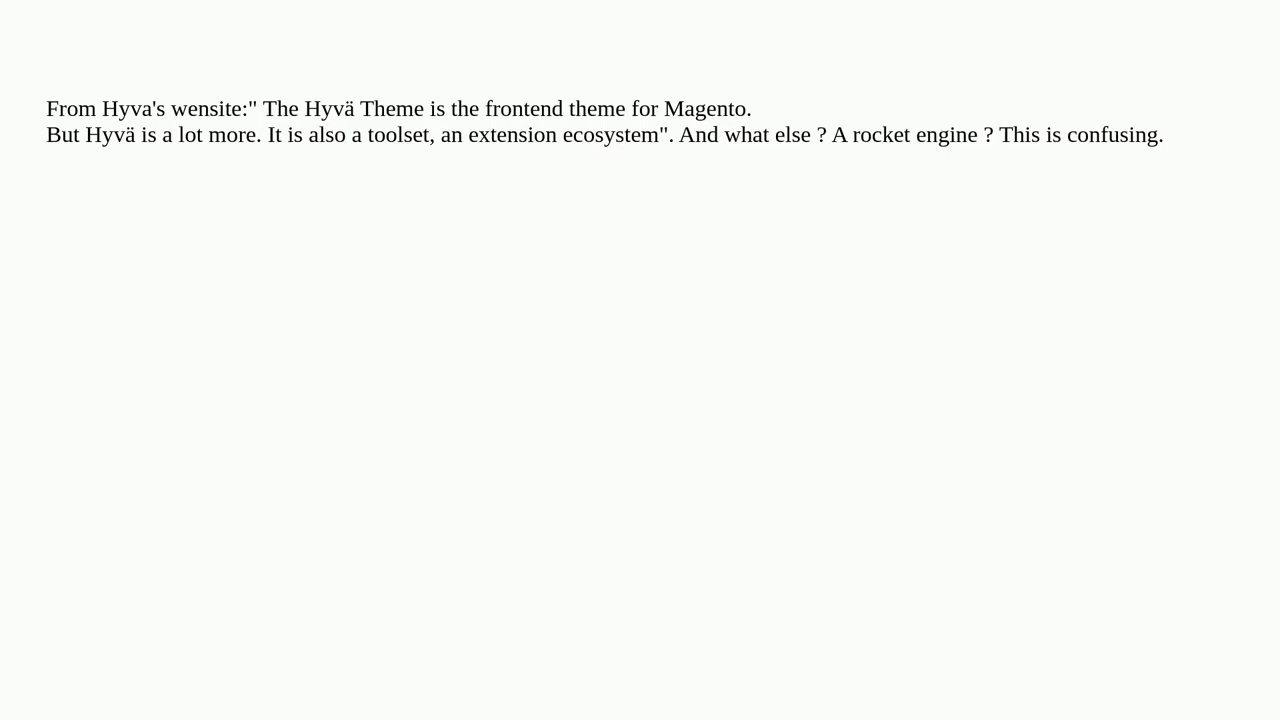 From Hyva's wensite:" The Hyvä Theme is the frontend theme for Magento.
But Hyvä is a lot more. It is also a toolset, an extension ecosystem". And what else ? A rocket engine ? This is confusing.